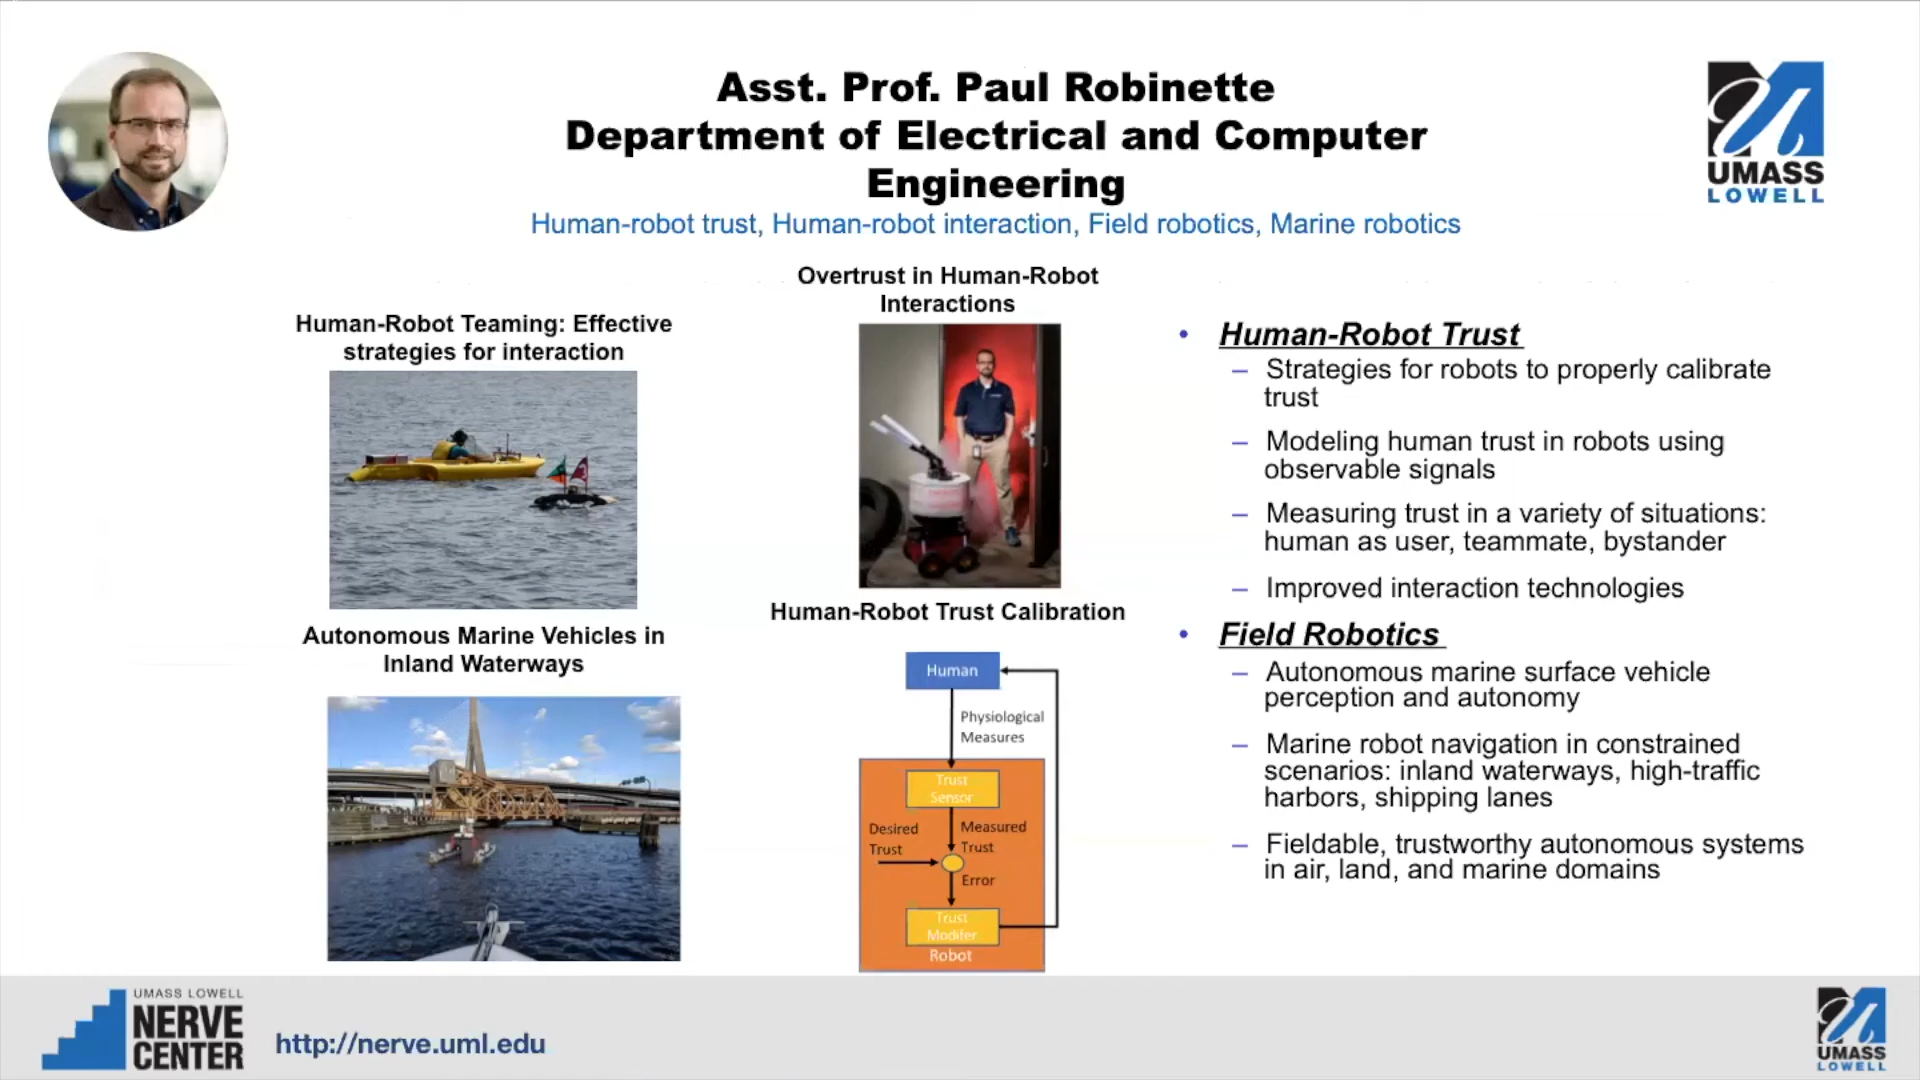 Asst. Prof. Paul Robinette
Department of Electrical and Computer
Engineering
Human-robot trust, Human-robot interaction, Field robotics, Marine robotics
UMASS
LOWELL
Human-Robot Teaming: Effective
strategies for interaction
Autonomous Marine Vehicles in
Inland Waterways
Overtrust in Human-Robot
Interactions
Human-Robot Trust Calibration
Human
Physiological
Measures
Trust
Sensor
Desired
Trust
Measured
Trust
Error
Trust
Modifer
Robot
• Human-Robot Trust
– Strategies for robots to properly calibrate
trust
– Modeling human trust in robots using
observable signals
– Measuring trust in a variety of situations:
human as user, teammate, bystander
– Improved interaction technologies
• Field Robotics
– Autonomous marine surface vehicle
perception and autonomy
– Marine robot navigation in constrained
scenarios: inland waterways, high-traffic
harbors, shipping lanes
– Fieldable, trustworthy autonomous systems
in air, land, and marine domains
UMASS LOWELL
NERVE
CENTER
http://nerve.uml.edu
UMASS
LOWELL